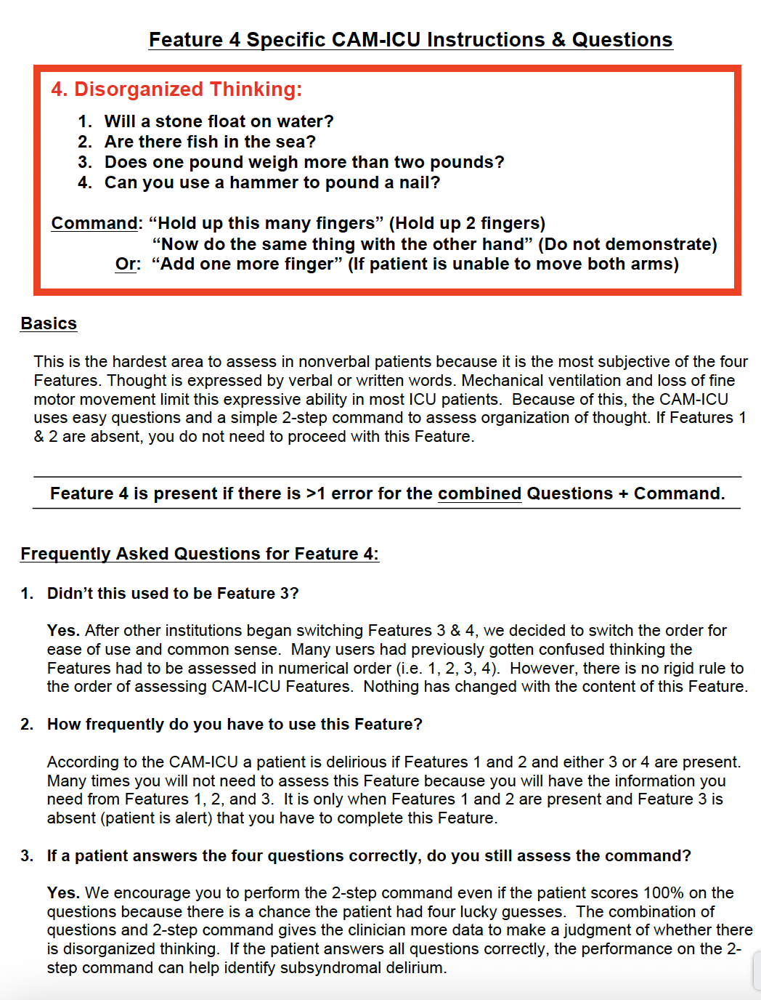 Feature 4 Specific CAM-ICU Instructions & Questions
4. Disorganized Thinking:
1. Will a stone float on water?
2. Are there fish in the sea?
3. Does one pound weigh more than two pounds?
4. Can you use a hammer to pound a nail?
Command: “Hold up this many fingers” (Hold up 2 fingers)
“Now do the same thing with the other hand” (Do not demonstrate)
Or: “Add one more finger” (If patient is unable to move both arms)
Basics
This is the hardest area to assess in nonverbal patients because it is the most subjective of the four
Features. Thought is expressed by verbal or written words. Mechanical ventilation and loss of fine
motor movement limit this expressive ability in most ICU patients.  Because of this, the CAM-ICU
uses easy questions and a simple 2-step command to assess organization of thought. If Features 1
& 2 are absent, you do not need to proceed with this Feature.
Feature 4 is present if there is >1 error for the combined Questions + Command.
Frequently Asked Questions for Feature 4:
1. Didn’t this used to be Feature 3?
Yes. After other institutions began switching Features 3 & 4, we decided to switch the order for
ease of use and common sense.  Many users had previously gotten confused thinking the
Features had to be assessed in numerical order (i.e. 1, 2, 3, 4).  However, there is no rigid rule to
the order of assessing CAM-ICU Features.  Nothing has changed with the content of this Feature.
2. How frequently do you have to use this Feature?
According to the CAM-ICU a patient is delirious if Features 1 and 2 and either 3 or 4 are present.
Many times you will not need to assess this Feature because you will have the information you
need from Features 1, 2, and 3.  It is only when Features 1 and 2 are present and Feature 3 is
absent (patient is alert) that you have to complete this Feature.
3. If a patient answers the four questions correctly, do you still assess the command?
Yes. We encourage you to perform the 2-step command even if the patient scores 100% on the
questions because there is a chance the patient had four lucky guesses.  The combination of
questions and 2-step command gives the clinician more data to make a judgment of whether there
is disorganized thinking.  If the patient answers all questions correctly, the performance on the 2-
step command can help identify subsyndromal delirium.